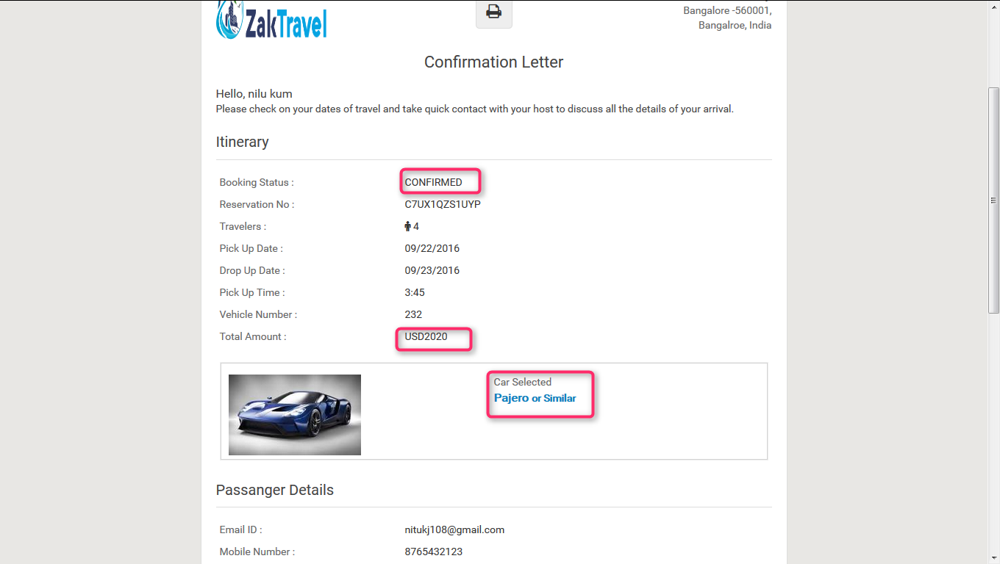 ZakTravel
Bangalore -560001,
Bangalroe, India
Confirmation Letter
Hello, nilu kum
Please check on your dates of travel and take quick contact with your host to discuss all the details of your arrival.
Itinerary
Booking Status : CONFIRMED
Reservation No : C7UX1QZS1UYP
Travelers : 4
Pick Up Date : 09/22/2016
Drop Up Date : 09/23/2016
Pick Up Time : 3:45
Vehicle Number : 232
Total Amount : USD2020
Car Selected
Pajero or Similar
Passanger Details
Email ID : nitukj108@gmail.com
Mobile Number : 8765432123